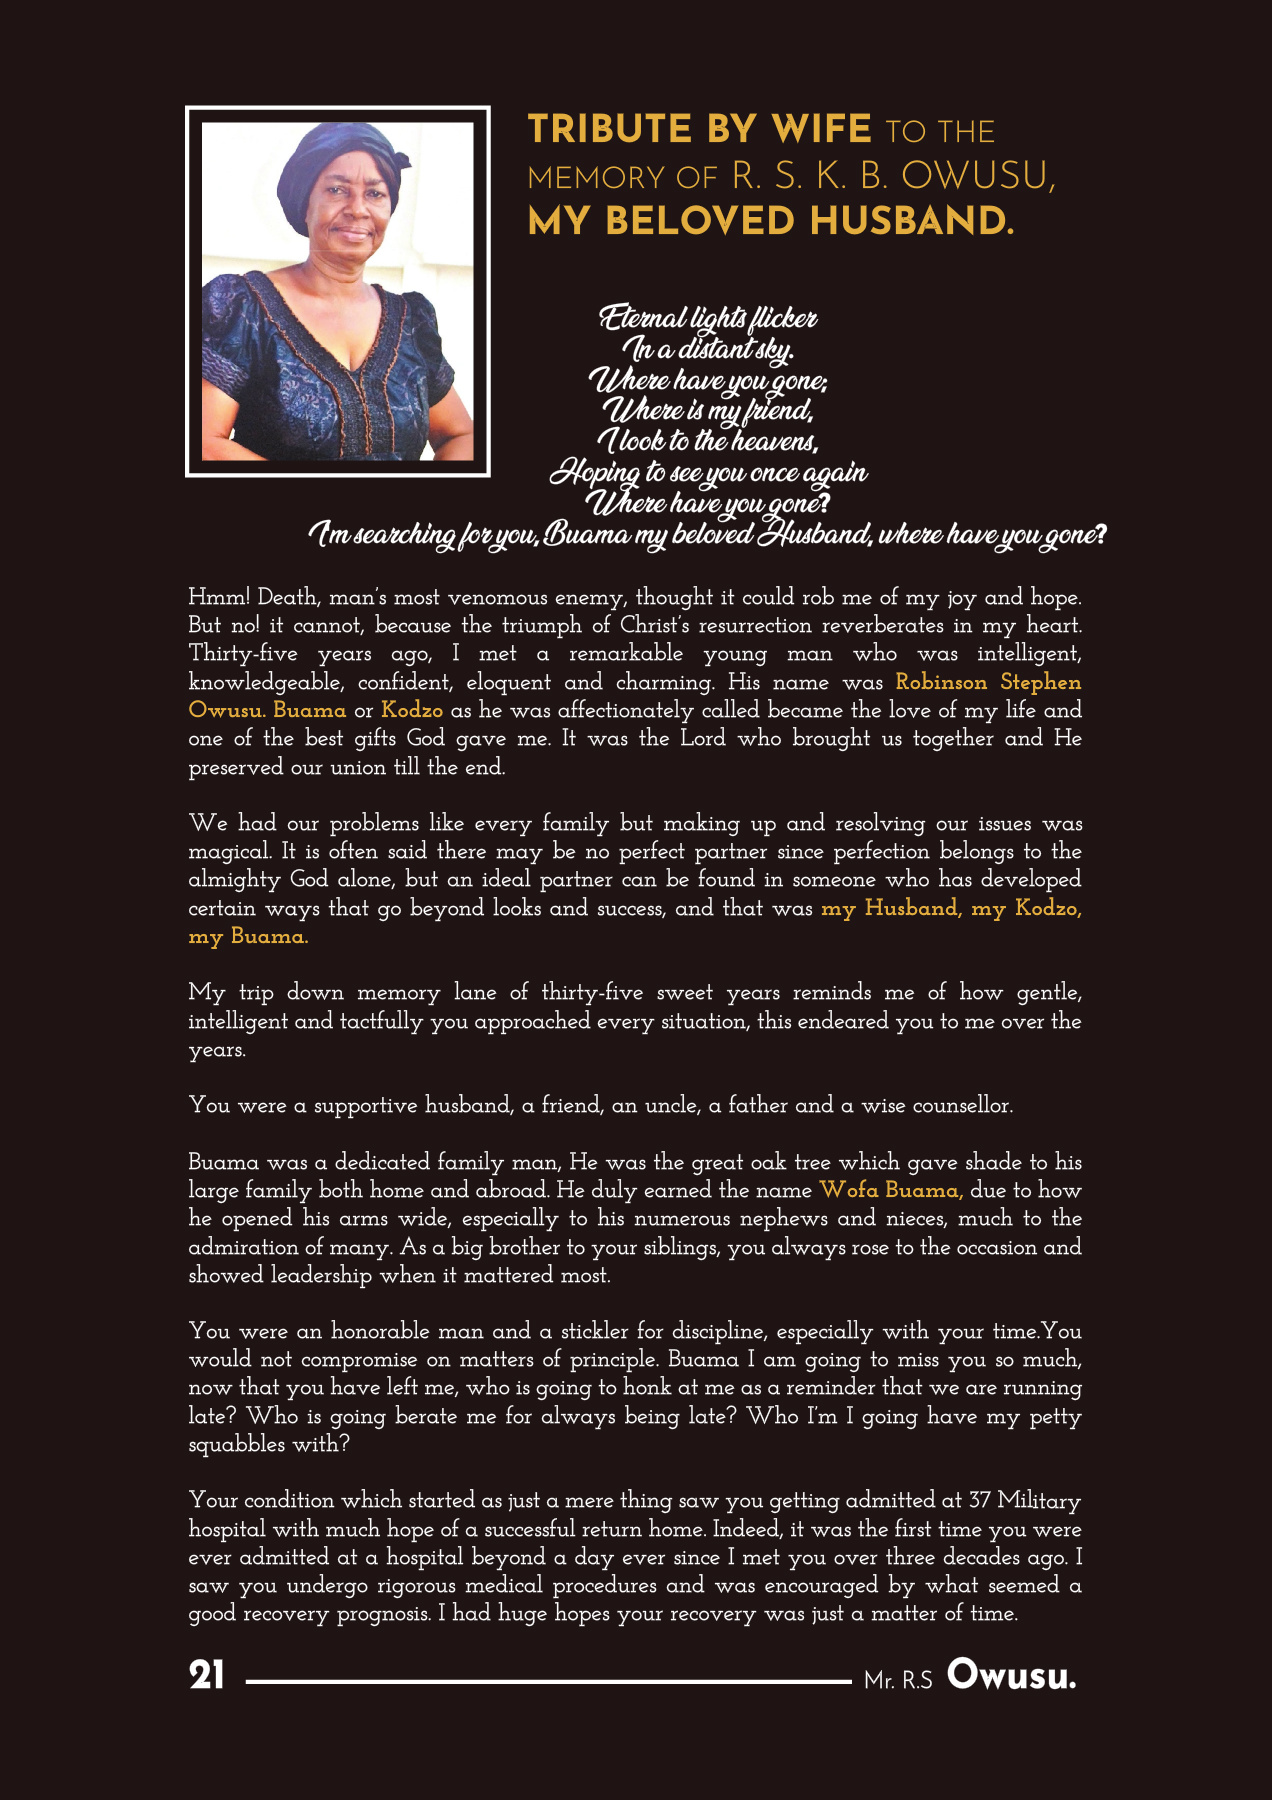 TRIBUTE BY WIFE TO THE
MEMORY OF R. S. K. B. OWUSU,
MY BELOVED HUSBAND.
Eternal lights flicker
In a distant sky.
Where have you gone;
Where is my friend,
I look to the heavens,
Hoping to see you once again
Where have you gone?
I'm searching for you, Buama my beloved Husband, where have you gone?
Hmm! Death, man's most venomous enemy, thought it could rob me of my joy and hope.
But no! it cannot, because the triumph of Christ's resurrection reverberates in my heart.
Thirty-five years ago, I met a remarkable young man who was intelligent,
knowledgeable, confident, eloquent and charming. His name was Robinson Stephen
Owusu. Buama or Kodzo as he was affectionately called became the love of my life and
one of the best gifts God gave me. It was the Lord who brought us together and He
preserved our union till the end.
We had our problems like every family but making up and resolving our issues was
magical. It is often said there may be no perfect partner since perfection belongs to the
almighty God alone, but an ideal partner can be found in someone who has developed
certain ways that go beyond looks and success, and that was my Husband, my Kodzo,
my Buama.
My trip down memory lane of thirty-five sweet years reminds me of how gentle,
intelligent and tactfully you approached every situation, this endeared you to me over the
years.
You were a supportive husband, a friend, an uncle, a father and a wise counsellor.
Buama was a dedicated family man, He was the great oak tree which gave shade to his
large family both home and abroad. He duly earned the name Wofa Buama, due to how
he opened his arms wide, especially to his numerous nephews and nieces, much to the
admiration of many. As a big brother to your siblings, you always rose to the occasion and
showed leadership when it mattered most.
You were an honorable man and a stickler for discipline, especially with your time.You
would not compromise on matters of principle. Buama I am going to miss you so much,
now that you have left me, who is going to honk at me as a reminder that we are running
late? Who is going berate me for always being late? Who I'm I going have my petty
squabbles with?
Your condition which started as just a mere thing saw you getting admitted at 37 Military
hospital with much hope of a successful return home. Indeed, it was the first time you were
ever admitted at a hospital beyond a day ever since I met you over three decades ago. I
saw you undergo rigorous medical procedures and was encouraged by what seemed a
good recovery prognosis. I had huge hopes your recovery was just a matter of time.
21 Mr. R.S Owusu.